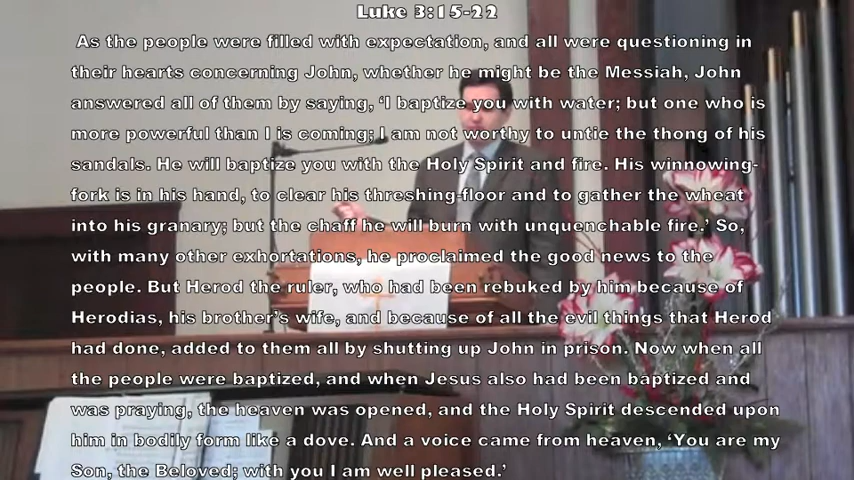 Luke 3:15-22
As the people were filled with expectation, and all were questioning in
their hearts concerning John, whether he might be the Messiah, John
answered all of them by saying, ‘I baptize you with water; but one who is
more powerful than I is coming; I am not worthy to untie the thong of his
sandals. He will baptize you with the Holy Spirit and fire. His winnowing-
fork is in his hand, to clear his threshing-floor and to gather the wheat
into his granary; but the chaff he will burn with unquenchable fire.’ So,
with many other exhortations, he proclaimed the good news to the
people. But Herod the ruler, who had been rebuked by him because of
Herodias, his brother’s wife, and because of all the evil things that Herod
had done, added to them all by shutting up John in prison. Now when all
the people were baptized, and when Jesus also had been baptized and
was praying, the heaven was opened, and the Holy Spirit descended upon
him in bodily form like a dove. And a voice came from heaven, ‘You are my
Son, the Beloved; with you I am well pleased.’